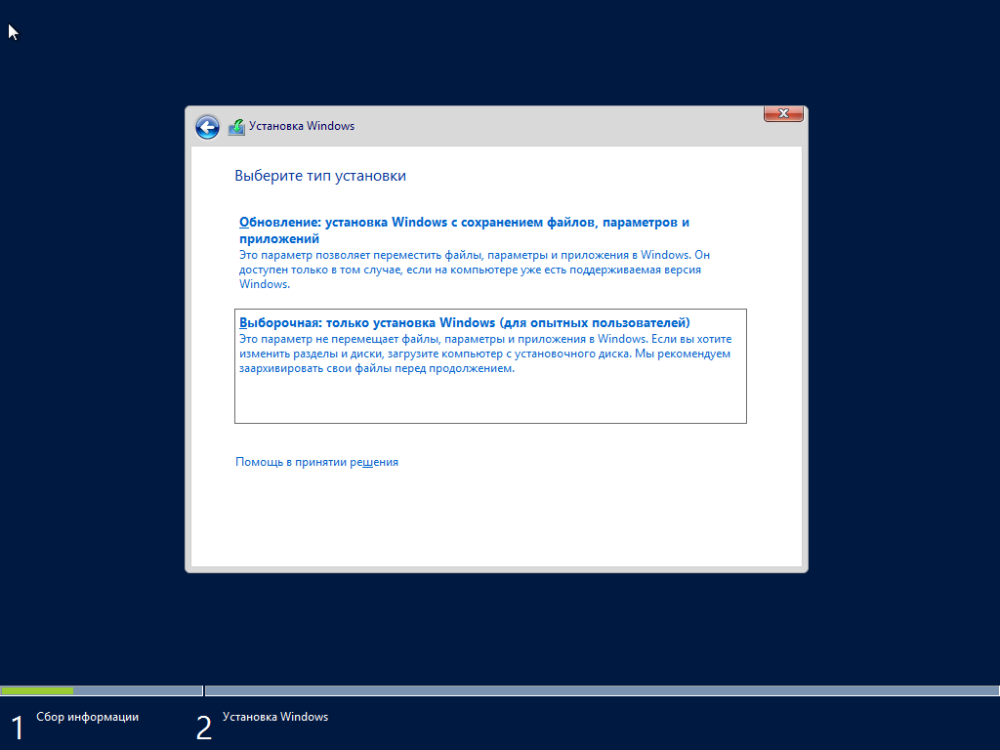 Установка Windows
Выберите тип установки
Обновление: установка Windows с сохранением файлов, параметров и
приложений
Это параметр позволяет переместить файлы, параметры и приложения в Windows. Он
доступен только в том случае, если на компьютере уже есть поддерживаемая версия
Windows.
Выборочная: только установка Windows (для опытных пользователей)
Это параметр не перемещает файлы, параметры и приложения в Windows. Если вы хотите
изменить разделы и диски, загрузите компьютер с установочного диска. Мы рекомендуем
заархивировать свои файлы перед продолжением.
Помощь в принятии решения
1 Сбор информации
2 Установка Windows